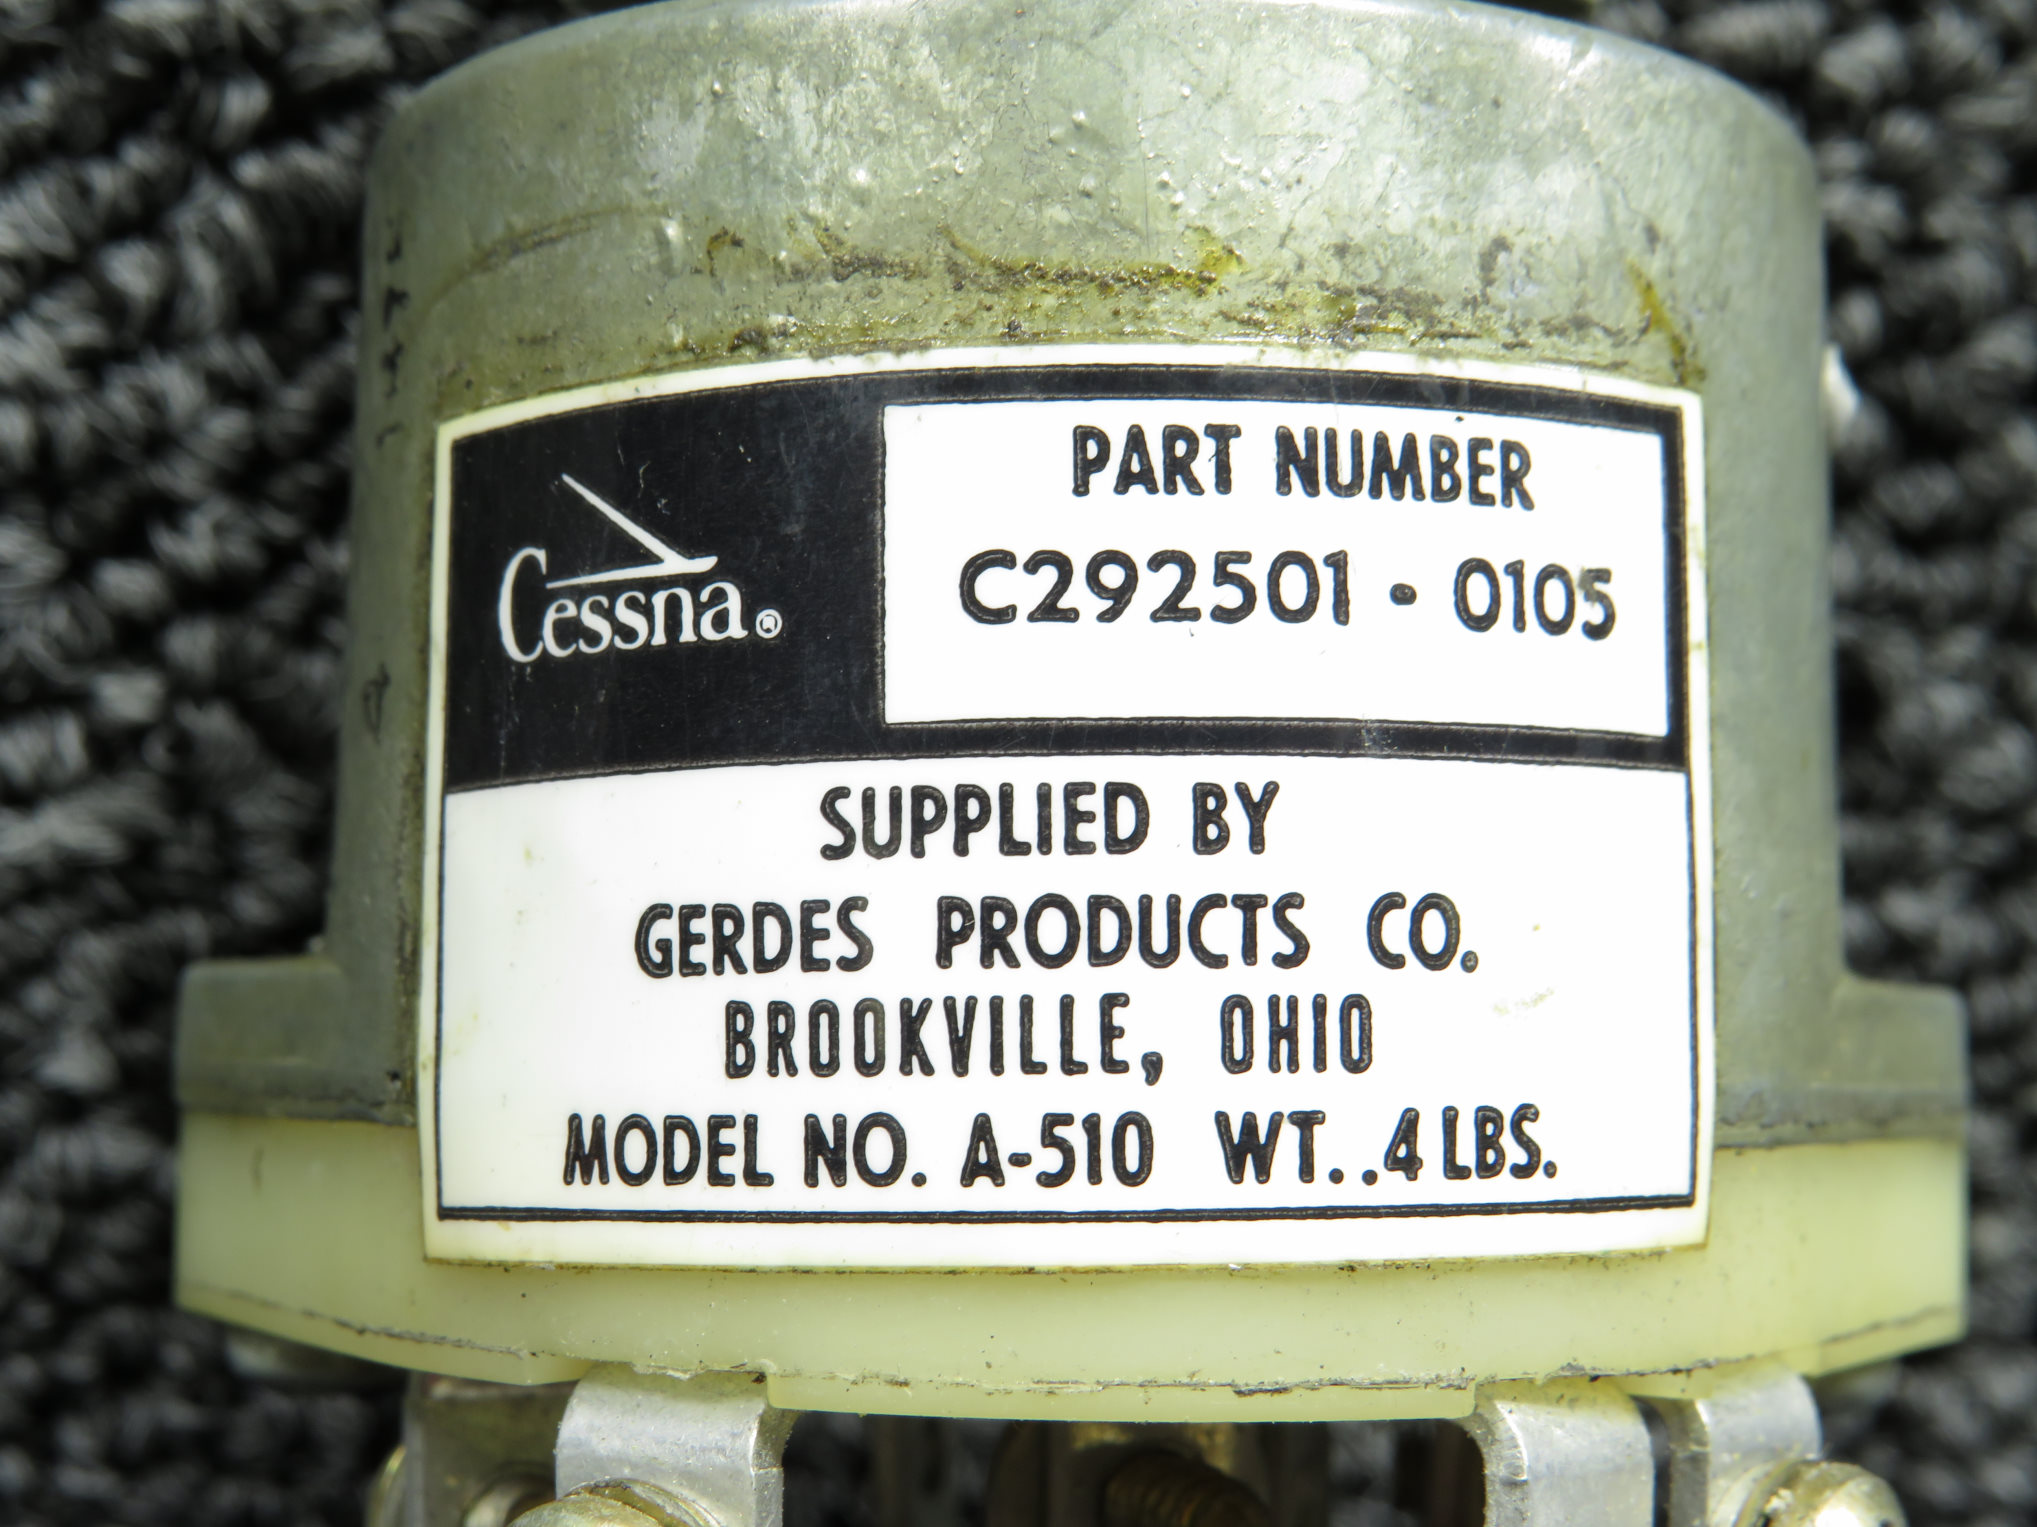 Cessna®
PART NUMBER
C292501-0105
SUPPLIED BY
GERDES PRODUCTS CO.
BROOKVILLE, OHIO
MODEL NO. A-510 WT. .4 LBS.